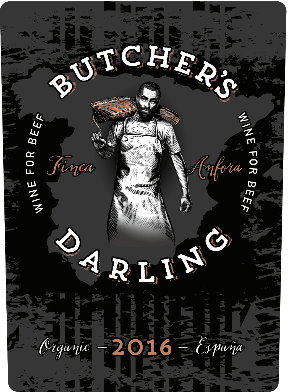 BUTCHER'S
WINE FOR BEEF
Finca
Anfora
WINE FOR BEEF
DARLING
Organic – 2016 – España